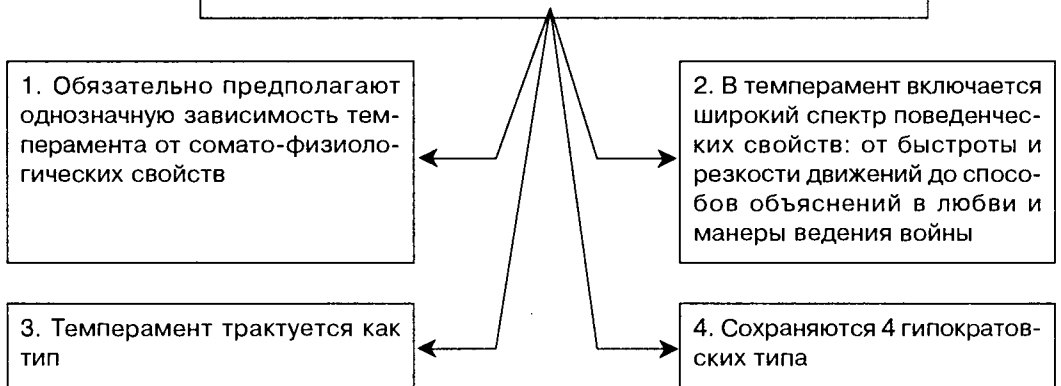 1. Обязательно предполагают
однозначную зависимость тем-
перамента от сомато-физиоло-
гических свойств
2. В темперамент включается
широкий спектр поведенчес-
ких свойств: от быстроты и
резкости движений до спосо-
бов объяснений в любви и
манеры ведения войны
3. Темперамент трактуется как
тип
4. Сохраняются 4 гипократов-
ских типа